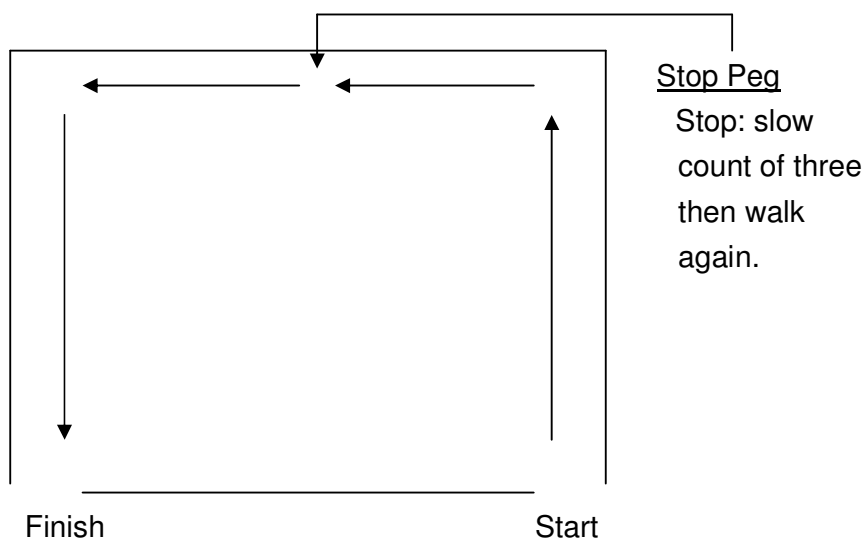 Stop Peg
Stop: slow
count of three
then walk
again.
Finish
Start